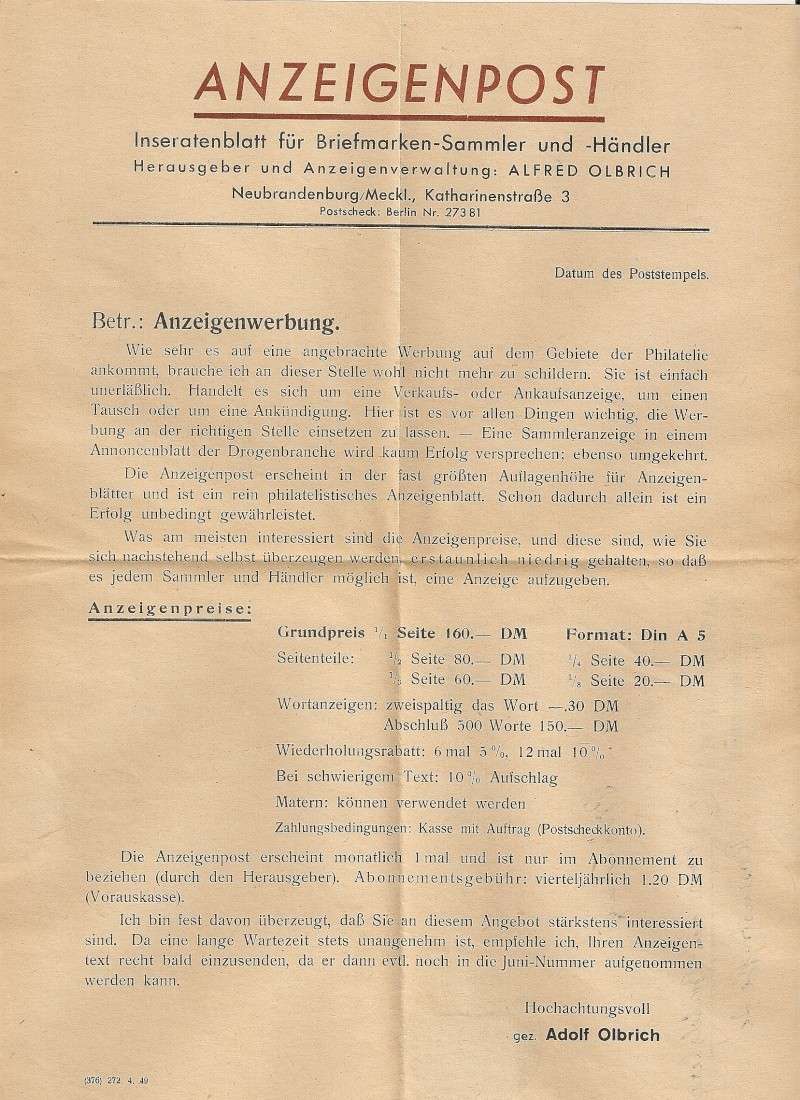 ANZEIGENPOST
Inseratenblatt für Briefmarken-Sammler und -Händler
Herausgeber und Anzeigenverwaltung: ALFRED OLBRICH
Neubrandenburg/Meckl., Katharinenstraße 3
Postscheck: Berlin Nr. 27381
Datum des Poststempels.
Betr.: Anzeigenwerbung.
Wie sehr es auf eine angebrachte Werbung auf dem Gebiete der Philatelie
ankommt, brauche ich an dieser Stelle wohl nicht mehr zu schildern. Sie ist einfach
unerläßlich. Handelt es sich um eine Verkaufs- oder Ankaufsanzeige, um einen
Tausch oder um eine Ankündigung. Hier ist es vor allen Dingen wichtig, die Wer-
bung an der richtigen Stelle einsetzen zu lassen. — Eine Sammleranzeige in einem
Annoncenblatt der Drogenbranche wird kaum Erfolg versprechen; ebenso umgekehrt.
Die Anzeigenpost erscheint in der fast größten Auflagenhöhe für Anzeigen-
blätter und ist ein rein philatelistisches Anzeigenblatt. Schon dadurch allein ist ein
Erfolg unbedingt gewährleistet.
Was am meisten interessiert sind die Anzeigenpreise, und diese sind, wie Sie
sich nachstehend selbst überzeugen werden, erstaunlich niedrig gehalten, so daß
es jedem Sammler und Händler möglich ist, eine Anzeige aufzugeben.
Anzeigenpreise:
Grundpreis 1/1 Seite 160.— DM Format: Din A 5
Seitenteile: 1/2 Seite 80.— DM 1/4 Seite 40.— DM
1/3 Seite 60.— DM 1/8 Seite 20.— DM
Wortanzeigen: zweispaltig das Wort —.30 DM
Abschluß 500 Worte 150.— DM
Wiederholungsrabatt: 6 mal 5 %, 12 mal 10 %
Bei schwierigem Text: 10 % Aufschlag
Matern: können verwendet werden
Zahlungsbedingungen: Kasse mit Auftrag (Postscheckkonto).
Die Anzeigenpost erscheint monatlich 1 mal und ist nur im Abonnement zu
beziehen (durch den Herausgeber). Abonnementsgebühr: vierteljährlich 1.20 DM
(Vorauskasse).
Ich bin fest davon überzeugt, daß Sie an diesem Angebot stärkstens interessiert
sind. Da eine lange Wartezeit stets unangenehm ist, empfehle ich, Ihren Anzeigen-
text recht bald einzusenden, da er dann evtl. noch in die Juni-Nummer aufgenommen
werden kann.
Hochachtungsvoll
gez. Adolf Olbrich
(376) 272 4. 49